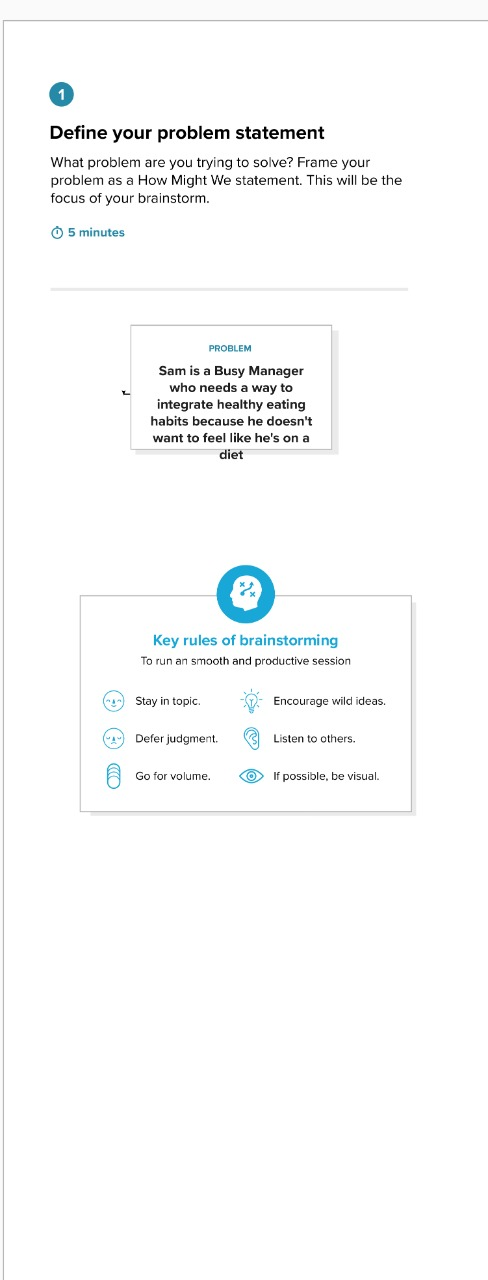 1
Define your problem statement
What problem are you trying to solve? Frame your
problem as a How Might We statement. This will be the
focus of your brainstorm.
5 minutes
PROBLEM
Sam is a Busy Manager
who needs a way to
integrate healthy eating
habits because he doesn't
want to feel like he's on a
diet
Key rules of brainstorming
To run an smooth and productive session
Stay in topic.
Encourage wild ideas.
Defer judgment.
Listen to others.
Go for volume.
If possible, be visual.